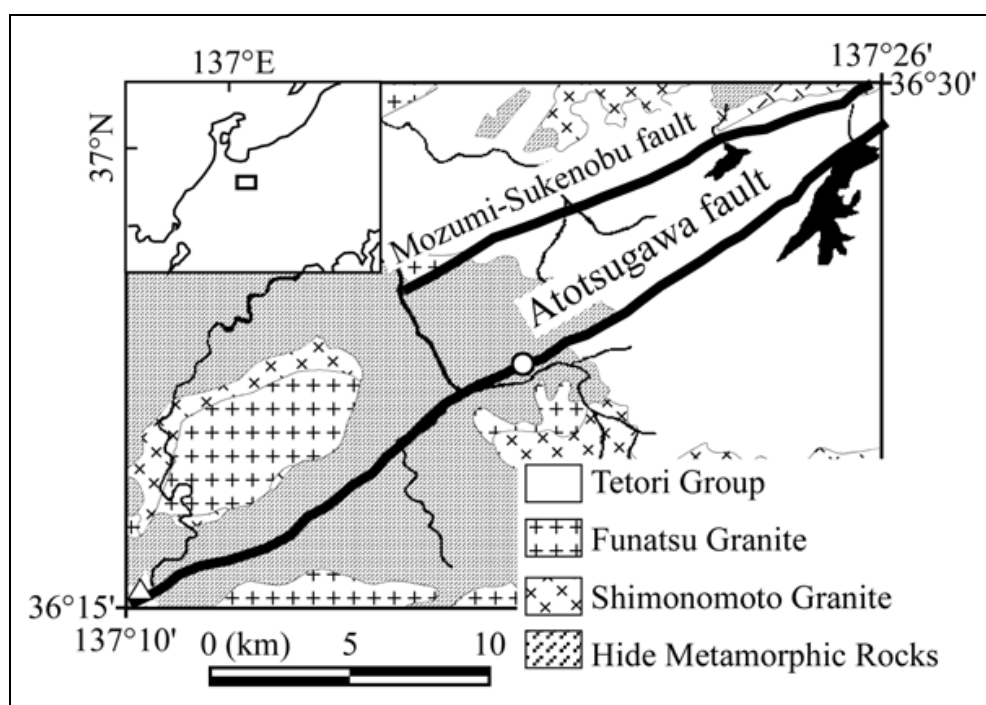 137°E
137°26'
36°30'
37°N
Mozumi-Sukenobu fault
Atotsugawa fault
Tetori Group
Funatsu Granite
Shimonomoto Granite
Hide Metamorphic Rocks
36°15'
137°10'
0 (km) 5 10